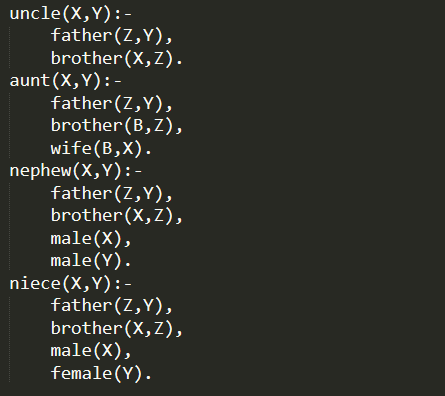 uncle(X,Y):-
    father(Z,Y),
    brother(X,Z).
aunt(X,Y):-
    father(Z,Y),
    brother(B,Z),
    wife(B,X).
nephew(X,Y):-
    father(Z,Y),
    brother(X,Z),
    male(X),
    male(Y).
niece(X,Y):-
    father(Z,Y),
    brother(X,Z),
    male(X),
    female(Y).